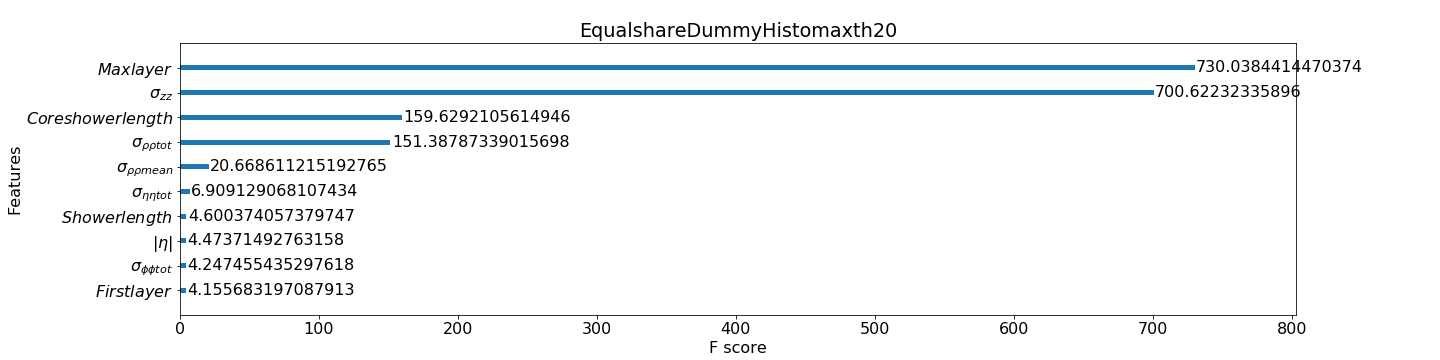 EqualshareDummyHistomaxth20
Maxlayer 730.0384414470374
σzz 700.62232335896
Coreshowerlength 159.6292105614946
σρρtot 151.38787339015698
σρρmean 20.668611215192765
σηηtot 6.909129068107434
Showerlength 4.600374057379747
|η| 4.47371492763158
σϕϕtot 4.247455435297618
Firstlayer 4.155683197087913
Features
0 100 200 300 400 500 600 700 800
F score